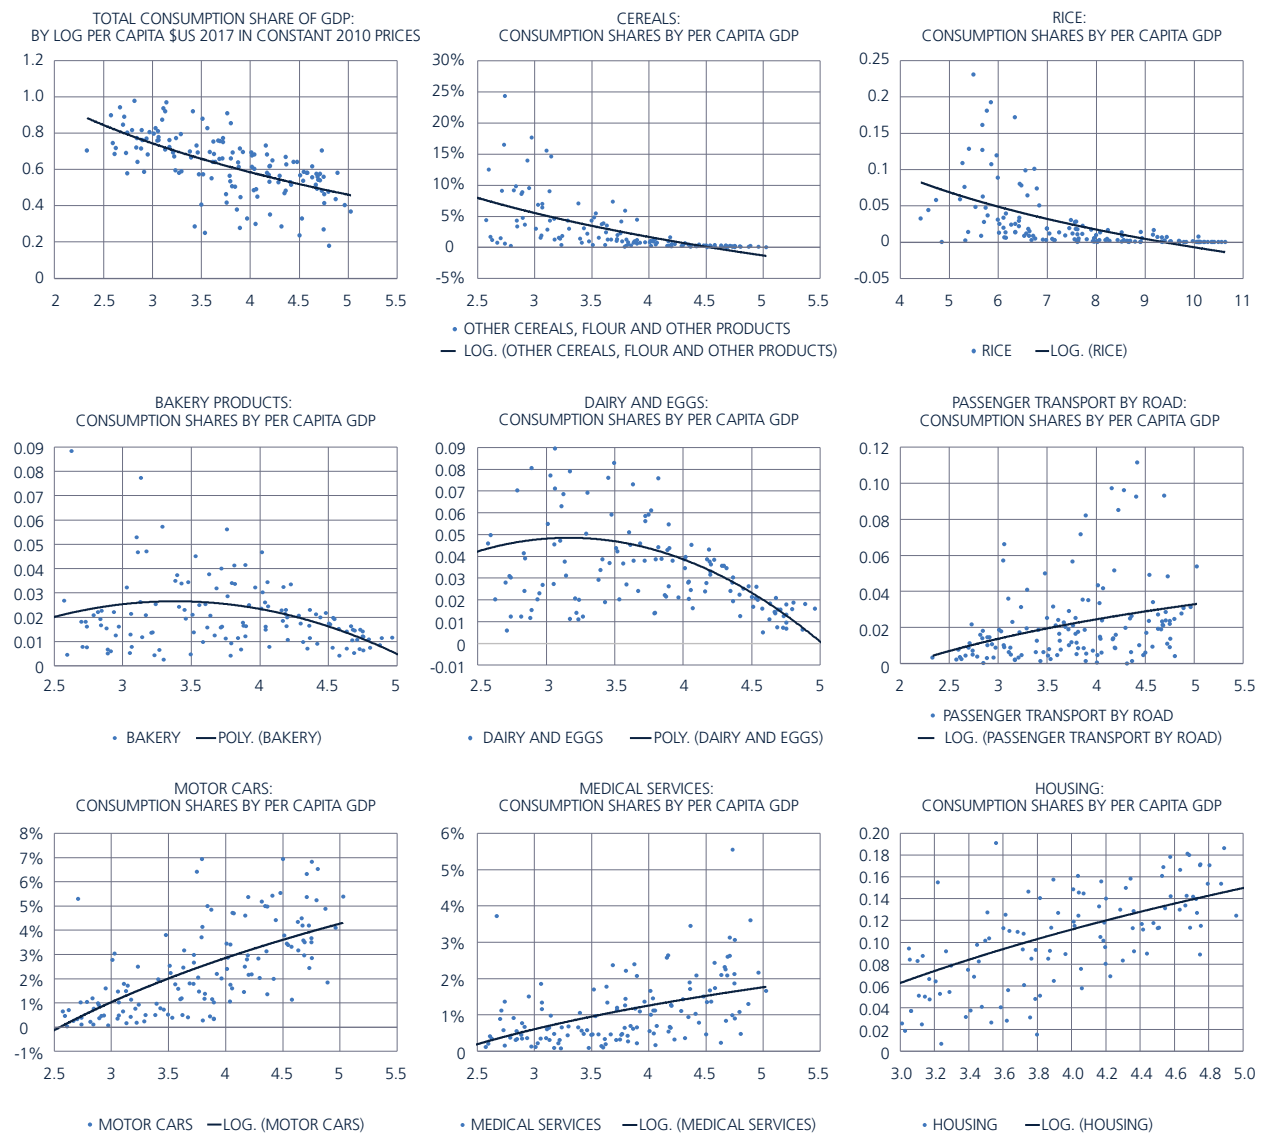 TOTAL CONSUMPTION SHARE OF GDP:
BY LOG PER CAPITA $US 2017 IN CONSTANT 2010 PRICES
1.2
1.0
0.8
0.6
0.4
0.2
0
2 2.5 3 3.5 4 4.5 5 5.5
CEREALS:
CONSUMPTION SHARES BY PER CAPITA GDP
30%
25%
20%
15%
10%
5%
0
-5%
2.5 3 3.5 4 4.5 5 5.5
OTHER CEREALS, FLOUR AND OTHER PRODUCTS
LOG. (OTHER CEREALS, FLOUR AND OTHER PRODUCTS)
RICE:
CONSUMPTION SHARES BY PER CAPITA GDP
0.25
0.2
0.15
0.1
0.05
0
-0.05
4 5 6 7 8 9 10 11
RICE LOG. (RICE)
BAKERY PRODUCTS:
CONSUMPTION SHARES BY PER CAPITA GDP
0.09
0.08
0.07
0.06
0.05
0.04
0.03
0.02
0.01
0
2.5 3 3.5 4 4.5 5
BAKERY POLY. (BAKERY)
DAIRY AND EGGS:
CONSUMPTION SHARES BY PER CAPITA GDP
0.09
0.08
0.07
0.06
0.05
0.04
0.03
0.02
0.01
0
-0.01
2.5 3 3.5 4 4.5 5
DAIRY AND EGGS POLY. (DAIRY AND EGGS)
PASSENGER TRANSPORT BY ROAD:
CONSUMPTION SHARES BY PER CAPITA GDP
0.12
0.10
0.08
0.06
0.04
0.02
0
2 2.5 3 3.5 4 4.5 5 5.5
PASSENGER TRANSPORT BY ROAD
LOG. (PASSENGER TRANSPORT BY ROAD)
MOTOR CARS:
CONSUMPTION SHARES BY PER CAPITA GDP
8%
7%
6%
5%
4%
3%
2%
1%
0
-1%
2.5 3 3.5 4 4.5 5 5.5
MOTOR CARS LOG. (MOTOR CARS)
MEDICAL SERVICES:
CONSUMPTION SHARES BY PER CAPITA GDP
6%
5%
4%
3%
2%
1%
0
2.5 3 3.5 4 4.5 5 5.5
MEDICAL SERVICES LOG. (MEDICAL SERVICES)
HOUSING:
CONSUMPTION SHARES BY PER CAPITA GDP
0.20
0.18
0.16
0.14
0.12
0.10
0.08
0.06
0.04
0.02
0
3.0 3.2 3.4 3.6 3.8 4.0 4.2 4.4 4.6 4.8 5.0
HOUSING LOG. (HOUSING)